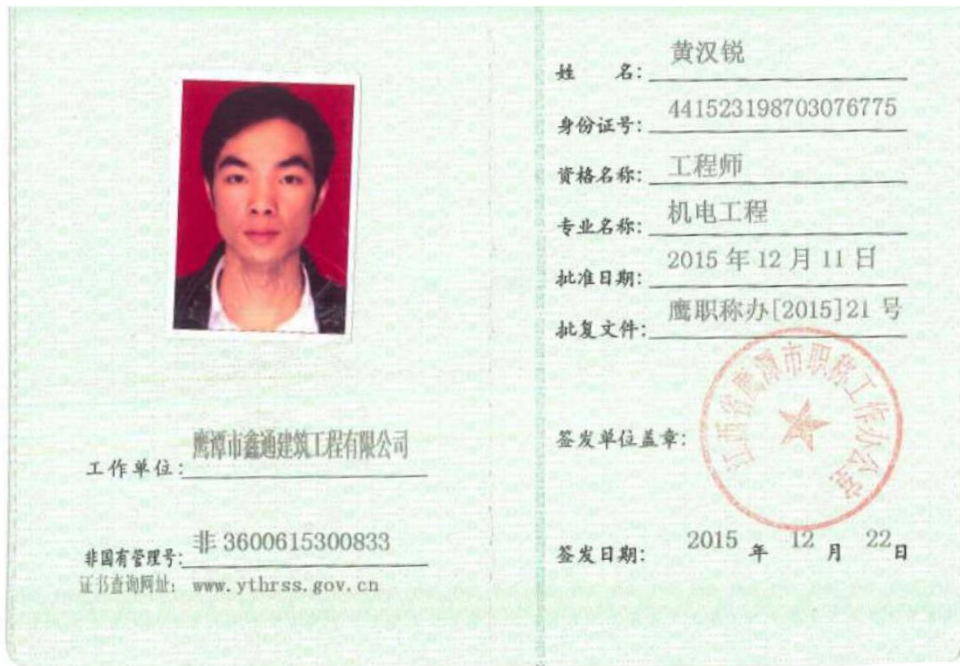 工作单位：鹰潭市鑫通建筑工程有限公司
非国有管理号：非 3600615300833
证书查询网址： www.ythrss.gov.cn
姓 名：黄汉锐
身份证号：441523198703076775
资格名称：工程师
专业名称：机电工程
批准日期：2015 年 12 月 11 日
批复文件：鹰职称办[2015]21 号
江西省鹰潭市职称工作办公室
签发单位盖章：
签发日期： 2015 年 12 月 22 日